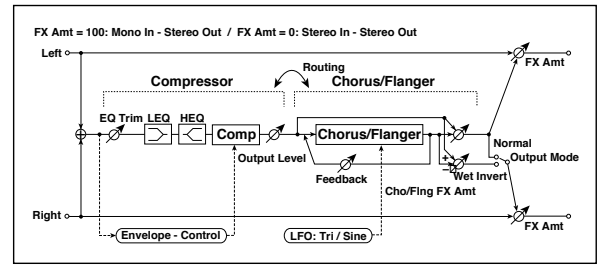 FX Amt = 100: Mono In - Stereo Out / FX Amt = 0: Stereo In - Stereo Out
Left
FX Amt
Routing
Compressor
Chorus/Flanger
EQ Trim
LEQ
HEQ
Comp
Chorus/Flanger
Normal
Output Mode
Output Level
+
−
Wet Invert
Feedback
Cho/Flng FX Amt
Right
FX Amt
Envelope - Control
LFO: Tri / Sine